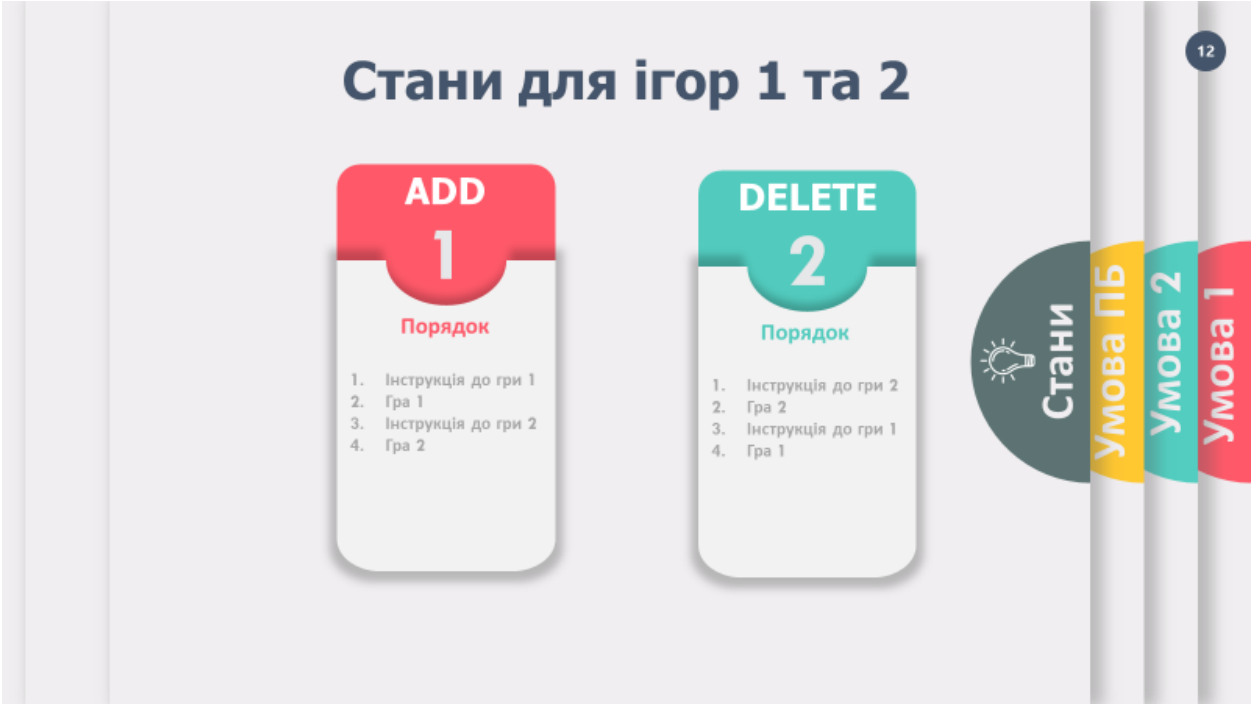 12
Стани для ігор 1 та 2
ADD
1
Порядок
1. Інструкція до гри 1
2. Гра 1
3. Інструкція до гри 2
4. Гра 2
DELETE
2
Порядок
1. Інструкція до гри 2
2. Гра 2
3. Інструкція до гри 1
4. Гра 1
Стани
Умова ПБ
Умова 2
Умова 1